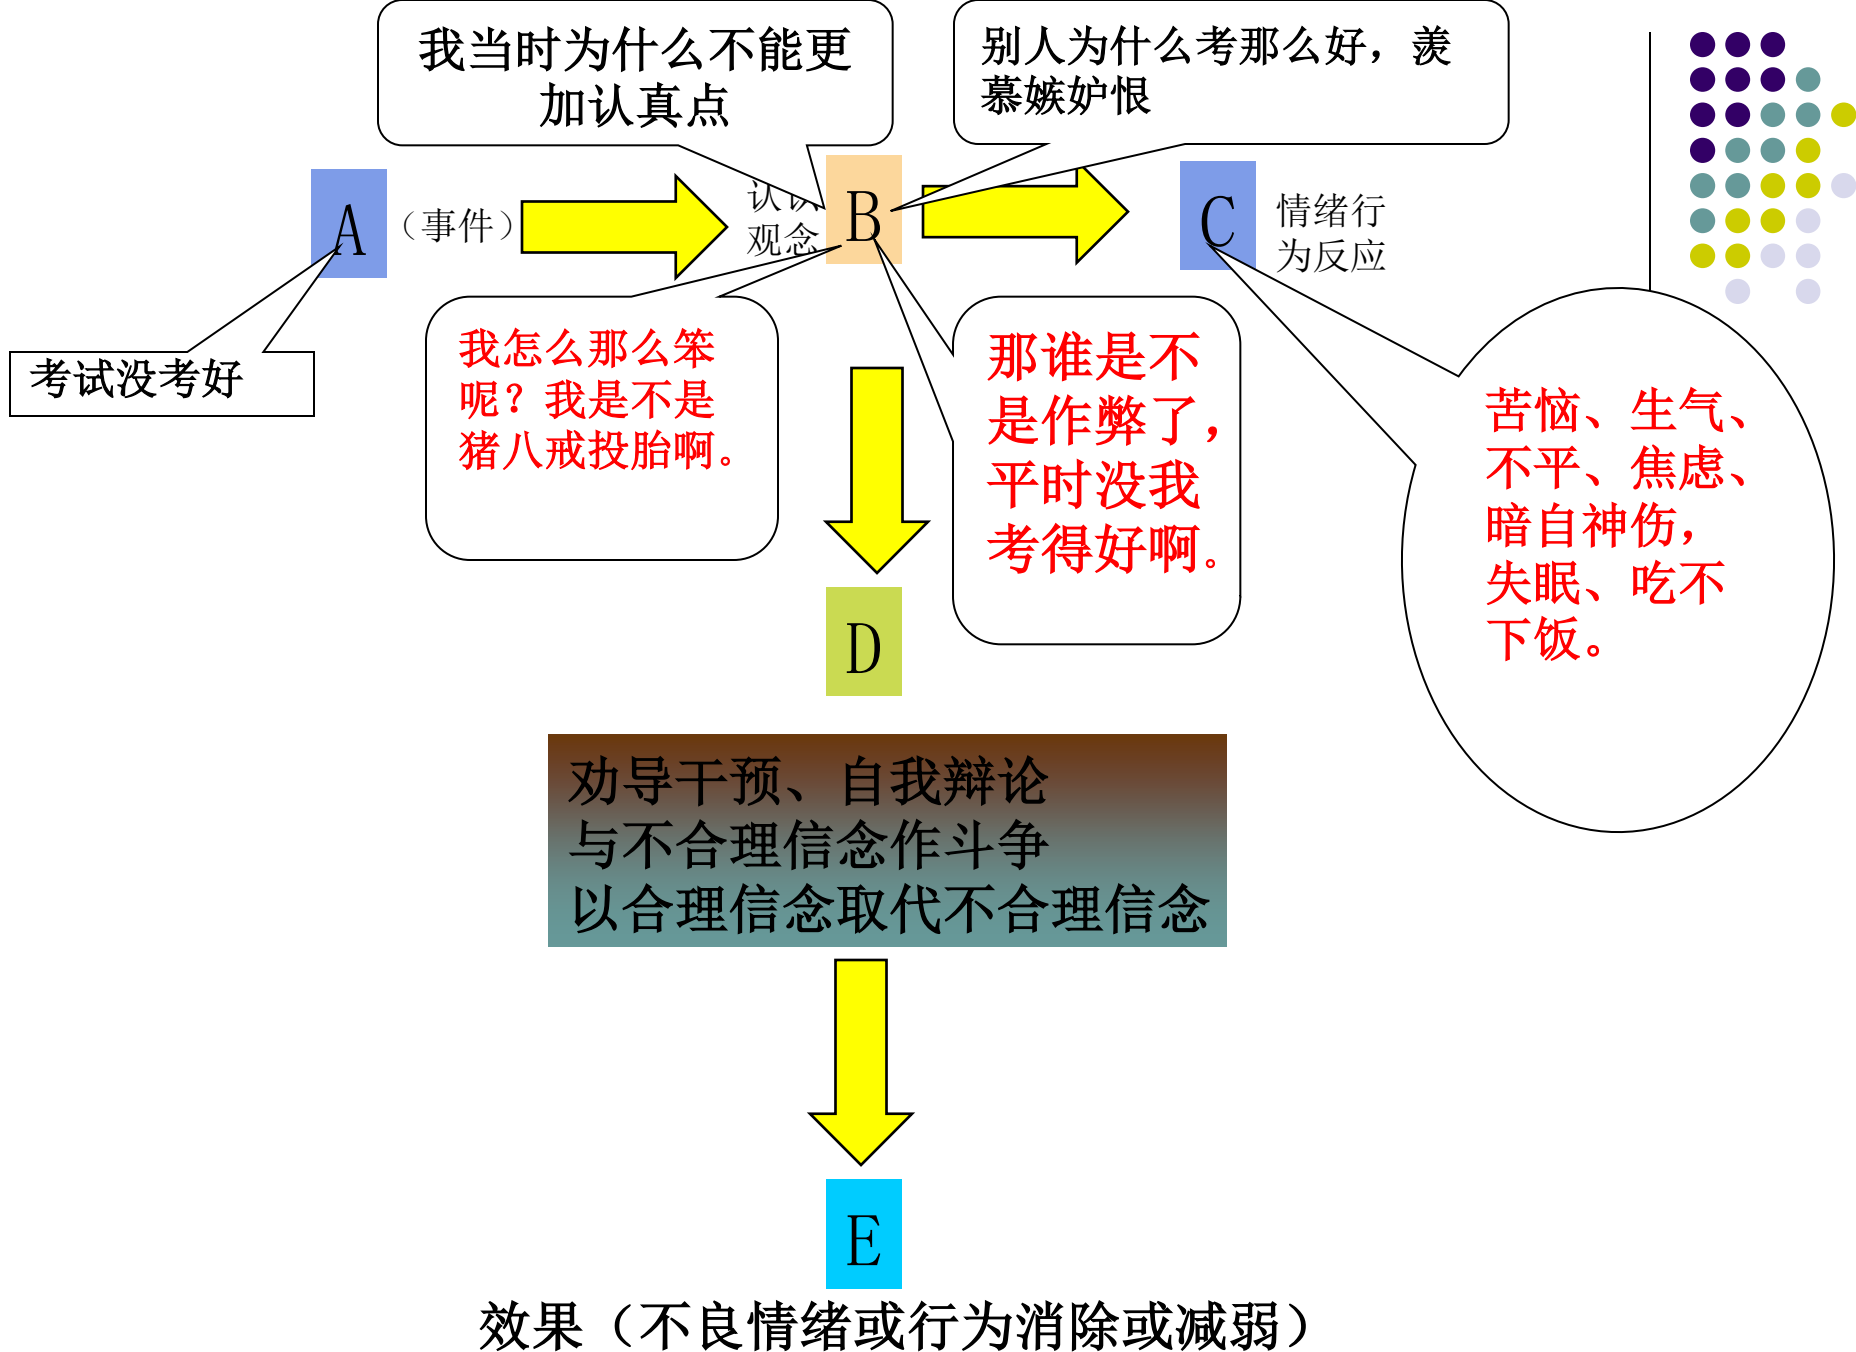 我当时为什么不能更
加认真点
别人为什么考那么好，羡
慕嫉妒恨
A
（事件）
认识
观念
B
C
情绪行
为反应
考试没考好
我怎么那么笨
呢？我是不是
猪八戒投胎啊。
那谁是不
是作弊了，
平时没我
考得好啊。
苦恼、生气、
不平、焦虑、
暗自神伤，
失眠、吃不
下饭。
D
劝导干预、自我辩论
与不合理信念作斗争
以合理信念取代不合理信念
E
效果（不良情绪或行为消除或减弱）